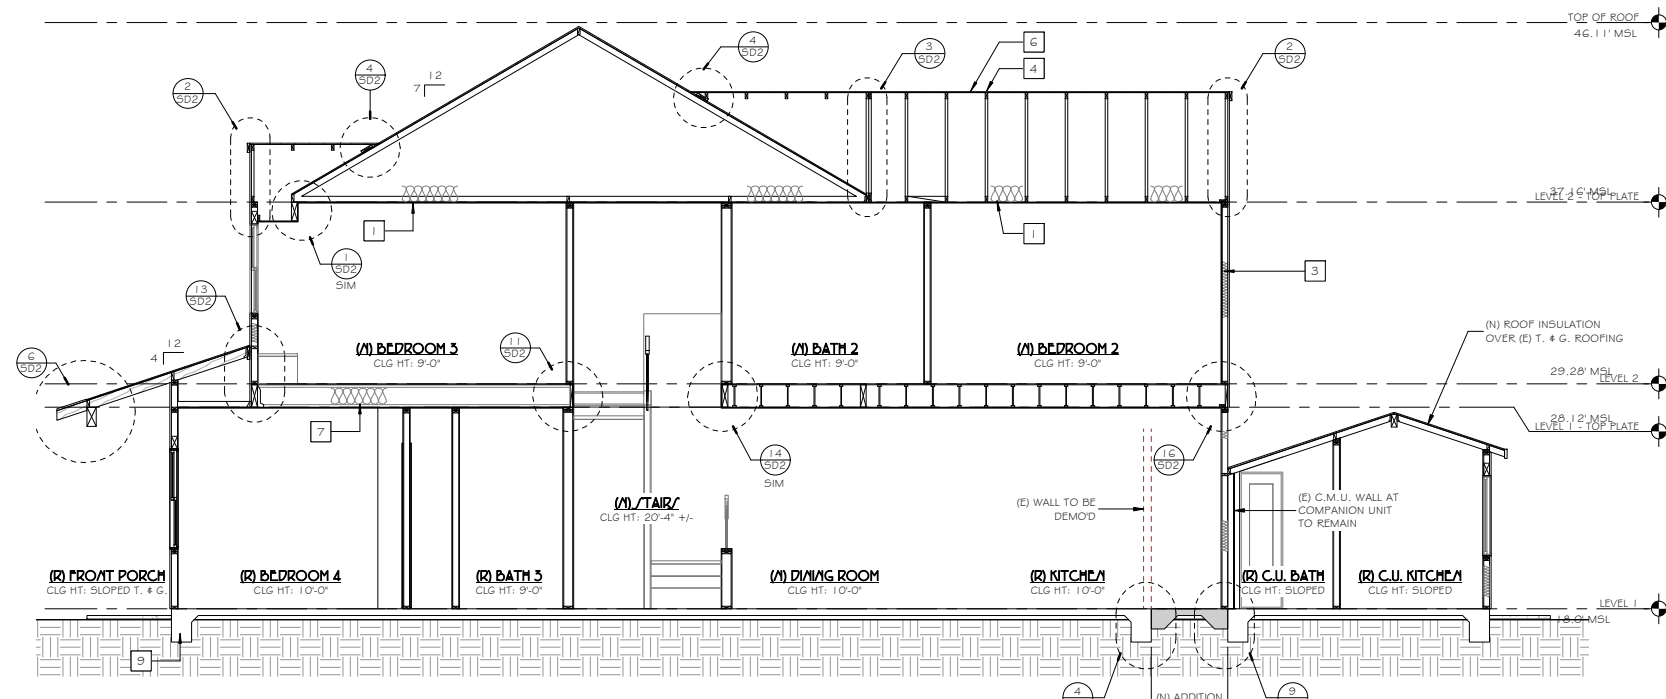 TOP OF ROOF
46.11' MSL
4
SD2
3
SD2
6
2
SD2
4
4
SD2
12
7
2
SD2
37.16' MSL
LEVEL 2 - TOP PLATE
1
1
1
SD2
SIM
3
13
SD2
(N) ROOF INSULATION
OVER (E) T. & G. ROOFING
12
4
11
SD2
(N) BEDROOM 3
CLG HT: 9'-0"
(N) BATH 2
CLG HT: 9'-0"
(N) BEDROOM 2
CLG HT: 9'-0"
6
SD2
29.28' MSL
LEVEL 2
28.12' MSL
LEVEL 1 - TOP PLATE
7
14
SD2
SIM
16
SD2
(N) STAIRS
CLG HT: 20'-4" +/-
(E) WALL TO BE
DEMO'D
(E) C.M.U. WALL AT
COMPANION UNIT
TO REMAIN
(R) FRONT PORCH
CLG HT: SLOPED T. & G.
(R) BEDROOM 4
CLG HT: 10'-0"
(R) BATH 3
CLG HT: 9'-0"
(N) DINING ROOM
CLG HT: 10'-0"
(R) KITCHEN
CLG HT: 10'-0"
(R) C.U. BATH
CLG HT: SLOPED
(R) C.U. KITCHEN
CLG HT: SLOPED
LEVEL 1
18.0' MSL
9
4
(N) ADDITION
9